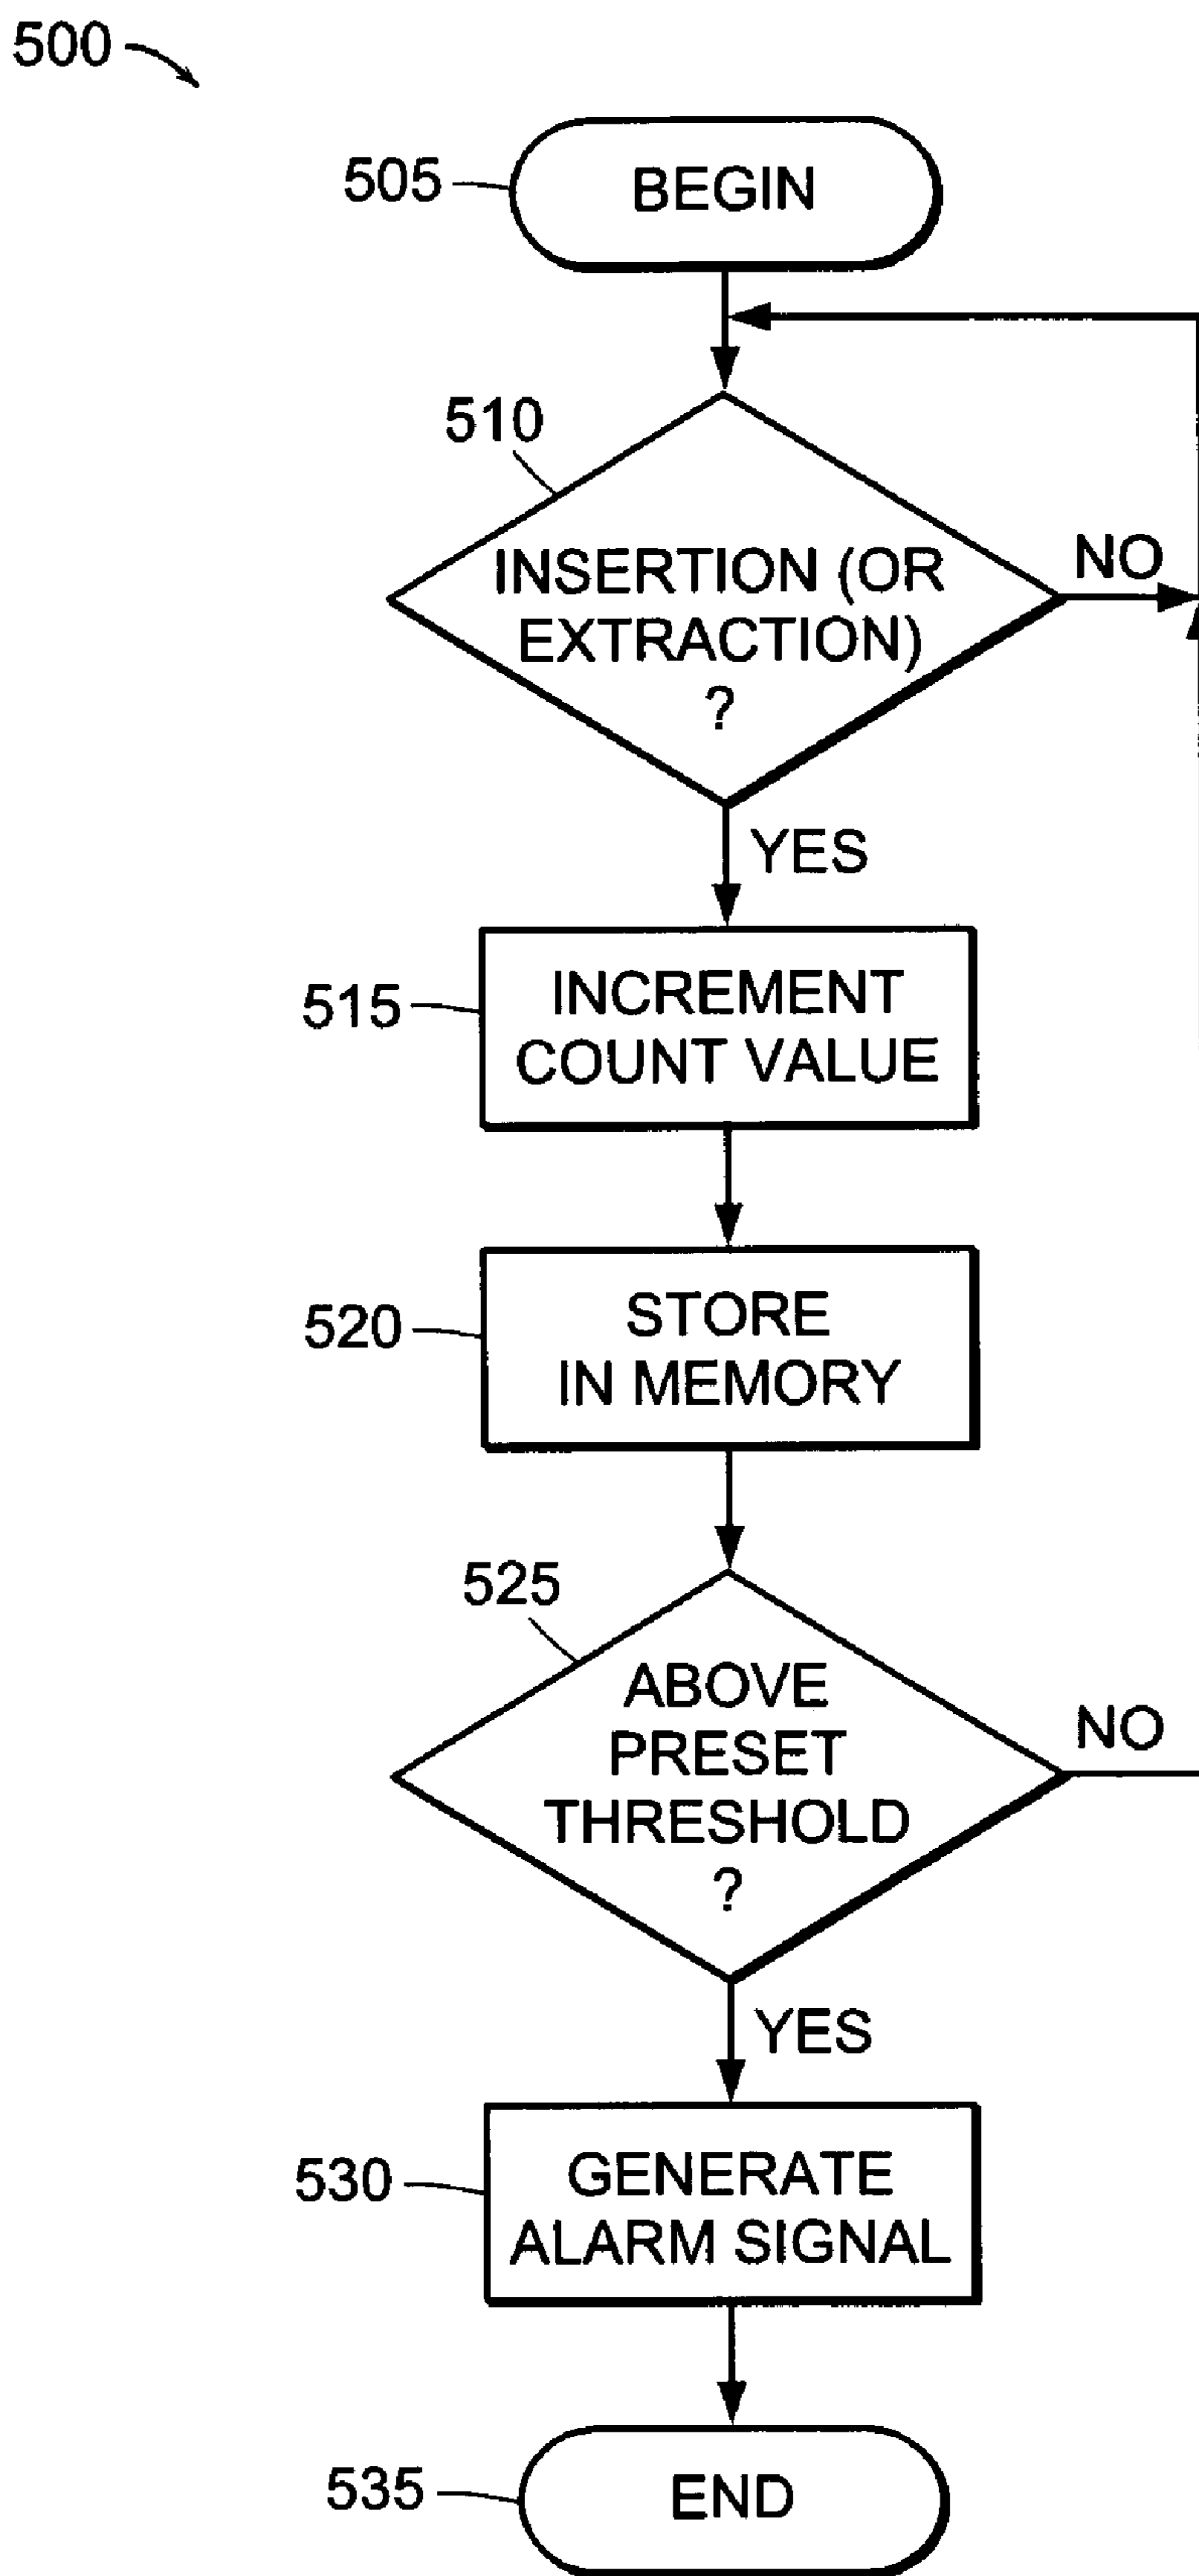 500
505
BEGIN
510
INSERTION (OR
EXTRACTION)
?
NO
YES
515
INCREMENT
COUNT VALUE
520
STORE
IN MEMORY
525
ABOVE
PRESET
THRESHOLD
?
NO
YES
530
GENERATE
ALARM SIGNAL
535
END